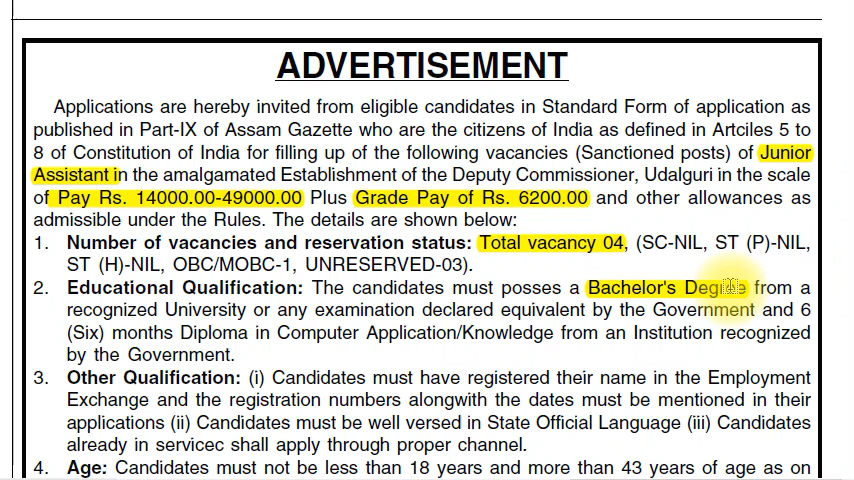 ADVERTISEMENT
Applications are hereby invited from eligible candidates in Standard Form of application as
published in Part-IX of Assam Gazette who are the citizens of India as defined in Artciles 5 to
8 of Constitution of India for filling up of the following vacancies (Sanctioned posts) of Junior
Assistant in the amalgamated Establishment of the Deputy Commissioner, Udalguri in the scale
of Pay Rs. 14000.00-49000.00 Plus Grade Pay of Rs. 6200.00 and other allowances as
admissible under the Rules. The details are shown below:
1. Number of vacancies and reservation status: Total vacancy 04, (SC-NIL, ST (P)-NIL,
ST (H)-NIL, OBC/MOBC-1, UNRESERVED-03).
2. Educational Qualification: The candidates must posses a Bachelor's Degree from a
recognized University or any examination declared equivalent by the Government and 6
(Six) months Diploma in Computer Application/Knowledge from an Institution recognized
by the Government.
3. Other Qualification: (i) Candidates must have registered their name in the Employment
Exchange and the registration numbers alongwith the dates must be mentioned in their
applications (ii) Candidates must be well versed in State Official Language (iii) Candidates
already in servicec shall apply through proper channel.
4. Age: Candidates must not be less than 18 years and more than 43 years of age as on